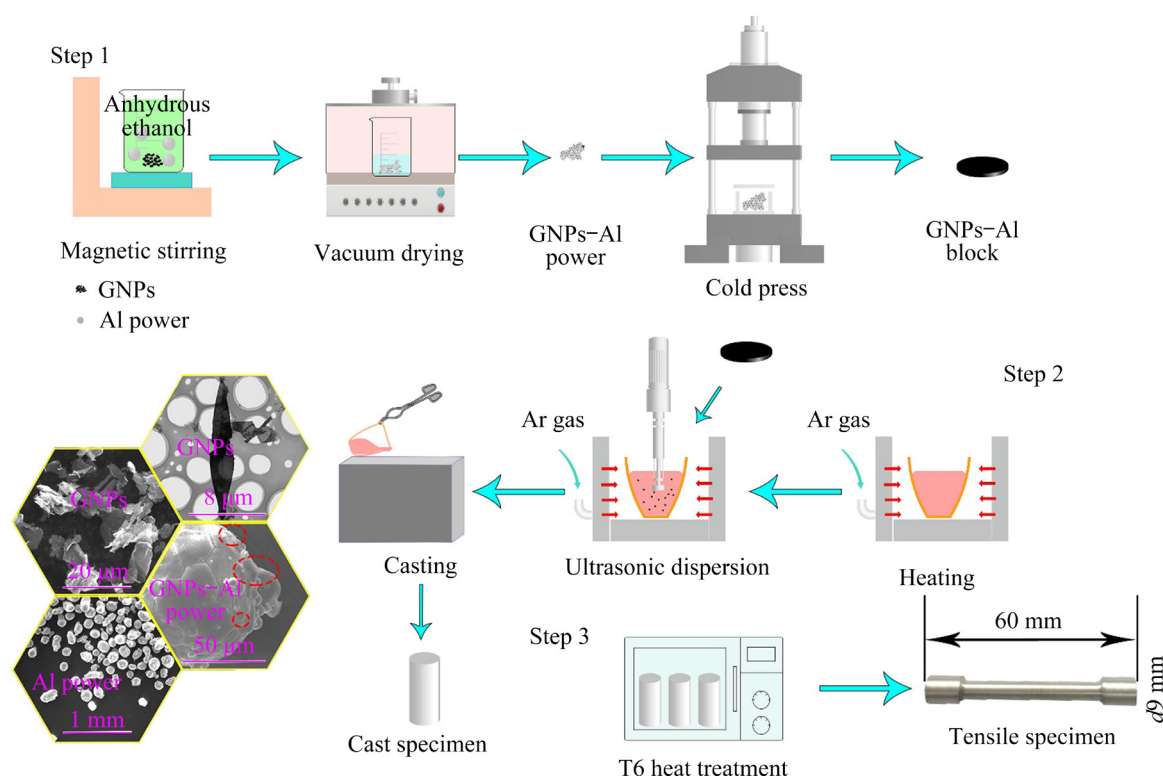 Step 1
Anhydrous
ethanol
Magnetic stirring
GNPs
Al power
Vacuum drying
GNPs−Al
power
Cold press
GNPs−Al
block
Step 2
Ar gas
Heating
Ar gas
Ultrasonic dispersion
Casting
Cast specimen
GNPs
8 μm
GNPs
20 μm
GNPs−Al
power
50 μm
Al power
1 mm
Step 3
T6 heat treatment
60 mm
d9 mm
Tensile specimen